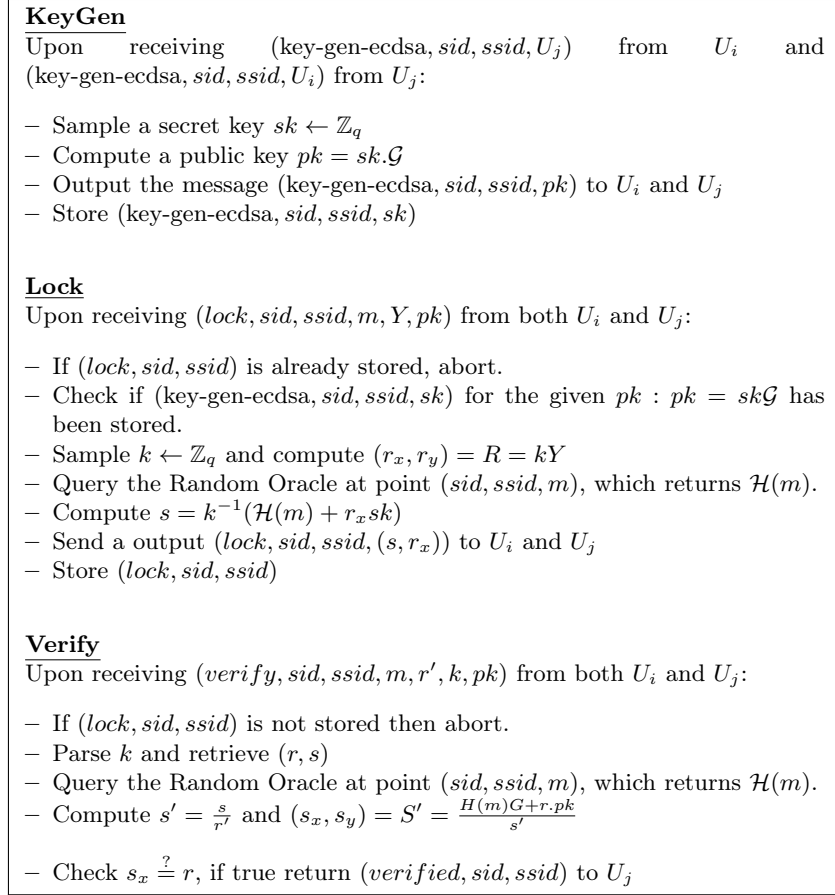 KeyGen
Upon receiving (key-gen-ecdsa, sid, ssid, U_j) from U_i and
(key-gen-ecdsa, sid, ssid, U_i) from U_j:
– Sample a secret key sk ← ℤ_q
– Compute a public key pk = sk.𝒢
– Output the message (key-gen-ecdsa, sid, ssid, pk) to U_i and U_j
– Store (key-gen-ecdsa, sid, ssid, sk)
Lock
Upon receiving (lock, sid, ssid, m, Y, pk) from both U_i and U_j:
– If (lock, sid, ssid) is already stored, abort.
– Check if (key-gen-ecdsa, sid, ssid, sk) for the given pk : pk = sk𝒢 has
been stored.
– Sample k ← ℤ_q and compute (r_x, r_y) = R = kY
– Query the Random Oracle at point (sid, ssid, m), which returns ℋ(m).
– Compute s = k^{-1}(ℋ(m) + r_x sk)
– Send a output (lock, sid, ssid, (s, r_x)) to U_i and U_j
– Store (lock, sid, ssid)
Verify
Upon receiving (verify, sid, ssid, m, r′, k, pk) from both U_i and U_j:
– If (lock, sid, ssid) is not stored then abort.
– Parse k and retrieve (r, s)
– Query the Random Oracle at point (sid, ssid, m), which returns ℋ(m).
– Compute s′ = \frac{s}{r′} and (s_x, s_y) = S′ = \frac{H(m)G+r.pk}{s′}
– Check s_x ≟ r, if true return (verified, sid, ssid) to U_j